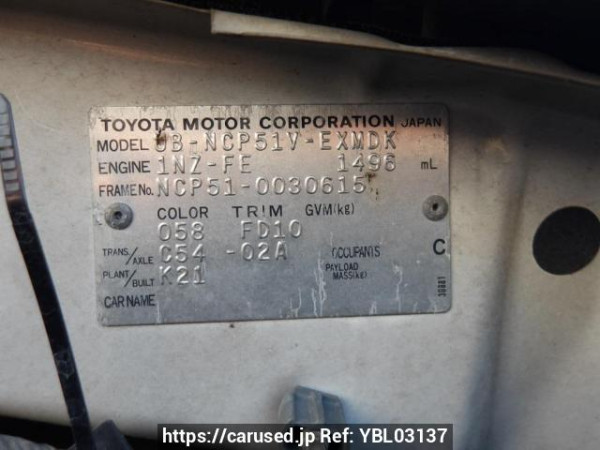 TOYOTA MOTOR CORPORATION JAPAN
MODEL UB-NCP51V-EXMDK
ENGINE 1NZ-FE 1496 mL
FRAME No. NCP51-0030615
COLOR TRIM GVM(kg)
058 FD10
TRANS./AXLE C54 -02A OCCUPANTS C
PLANT/BUILT K21 PAYLOAD MASS(kg)
CAR NAME
30881
https://carused.jp Ref: YBL03137